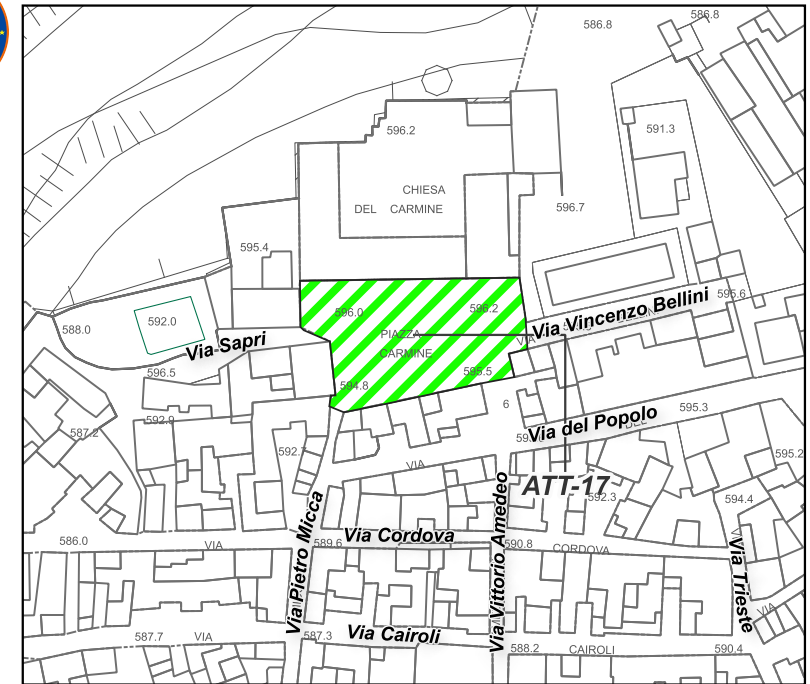 586.8
586.8
596.2
591.3
CHIESA
DEL CARMINE
596.7
595.4
595.6
596.0
596.2
592.0
588.0
Via Vincenzo Bellini
VIA
PIAZZA
CARMINE
Via Sapri
596.5
594.8
595.5
592.9
6
595.3
Via del Popolo
587.2
592.7
595.2
VIA
ATT-17
592.3
594.4
Via Pietro Micca
Via Vittorio Amedeo
Via Trieste
586.0
VIA
589.6
Via Cordova
590.8
CORDOVA
VIA
587.7
VIA
587.3
Via Cairoli
588.2
CAIROLI
590.4